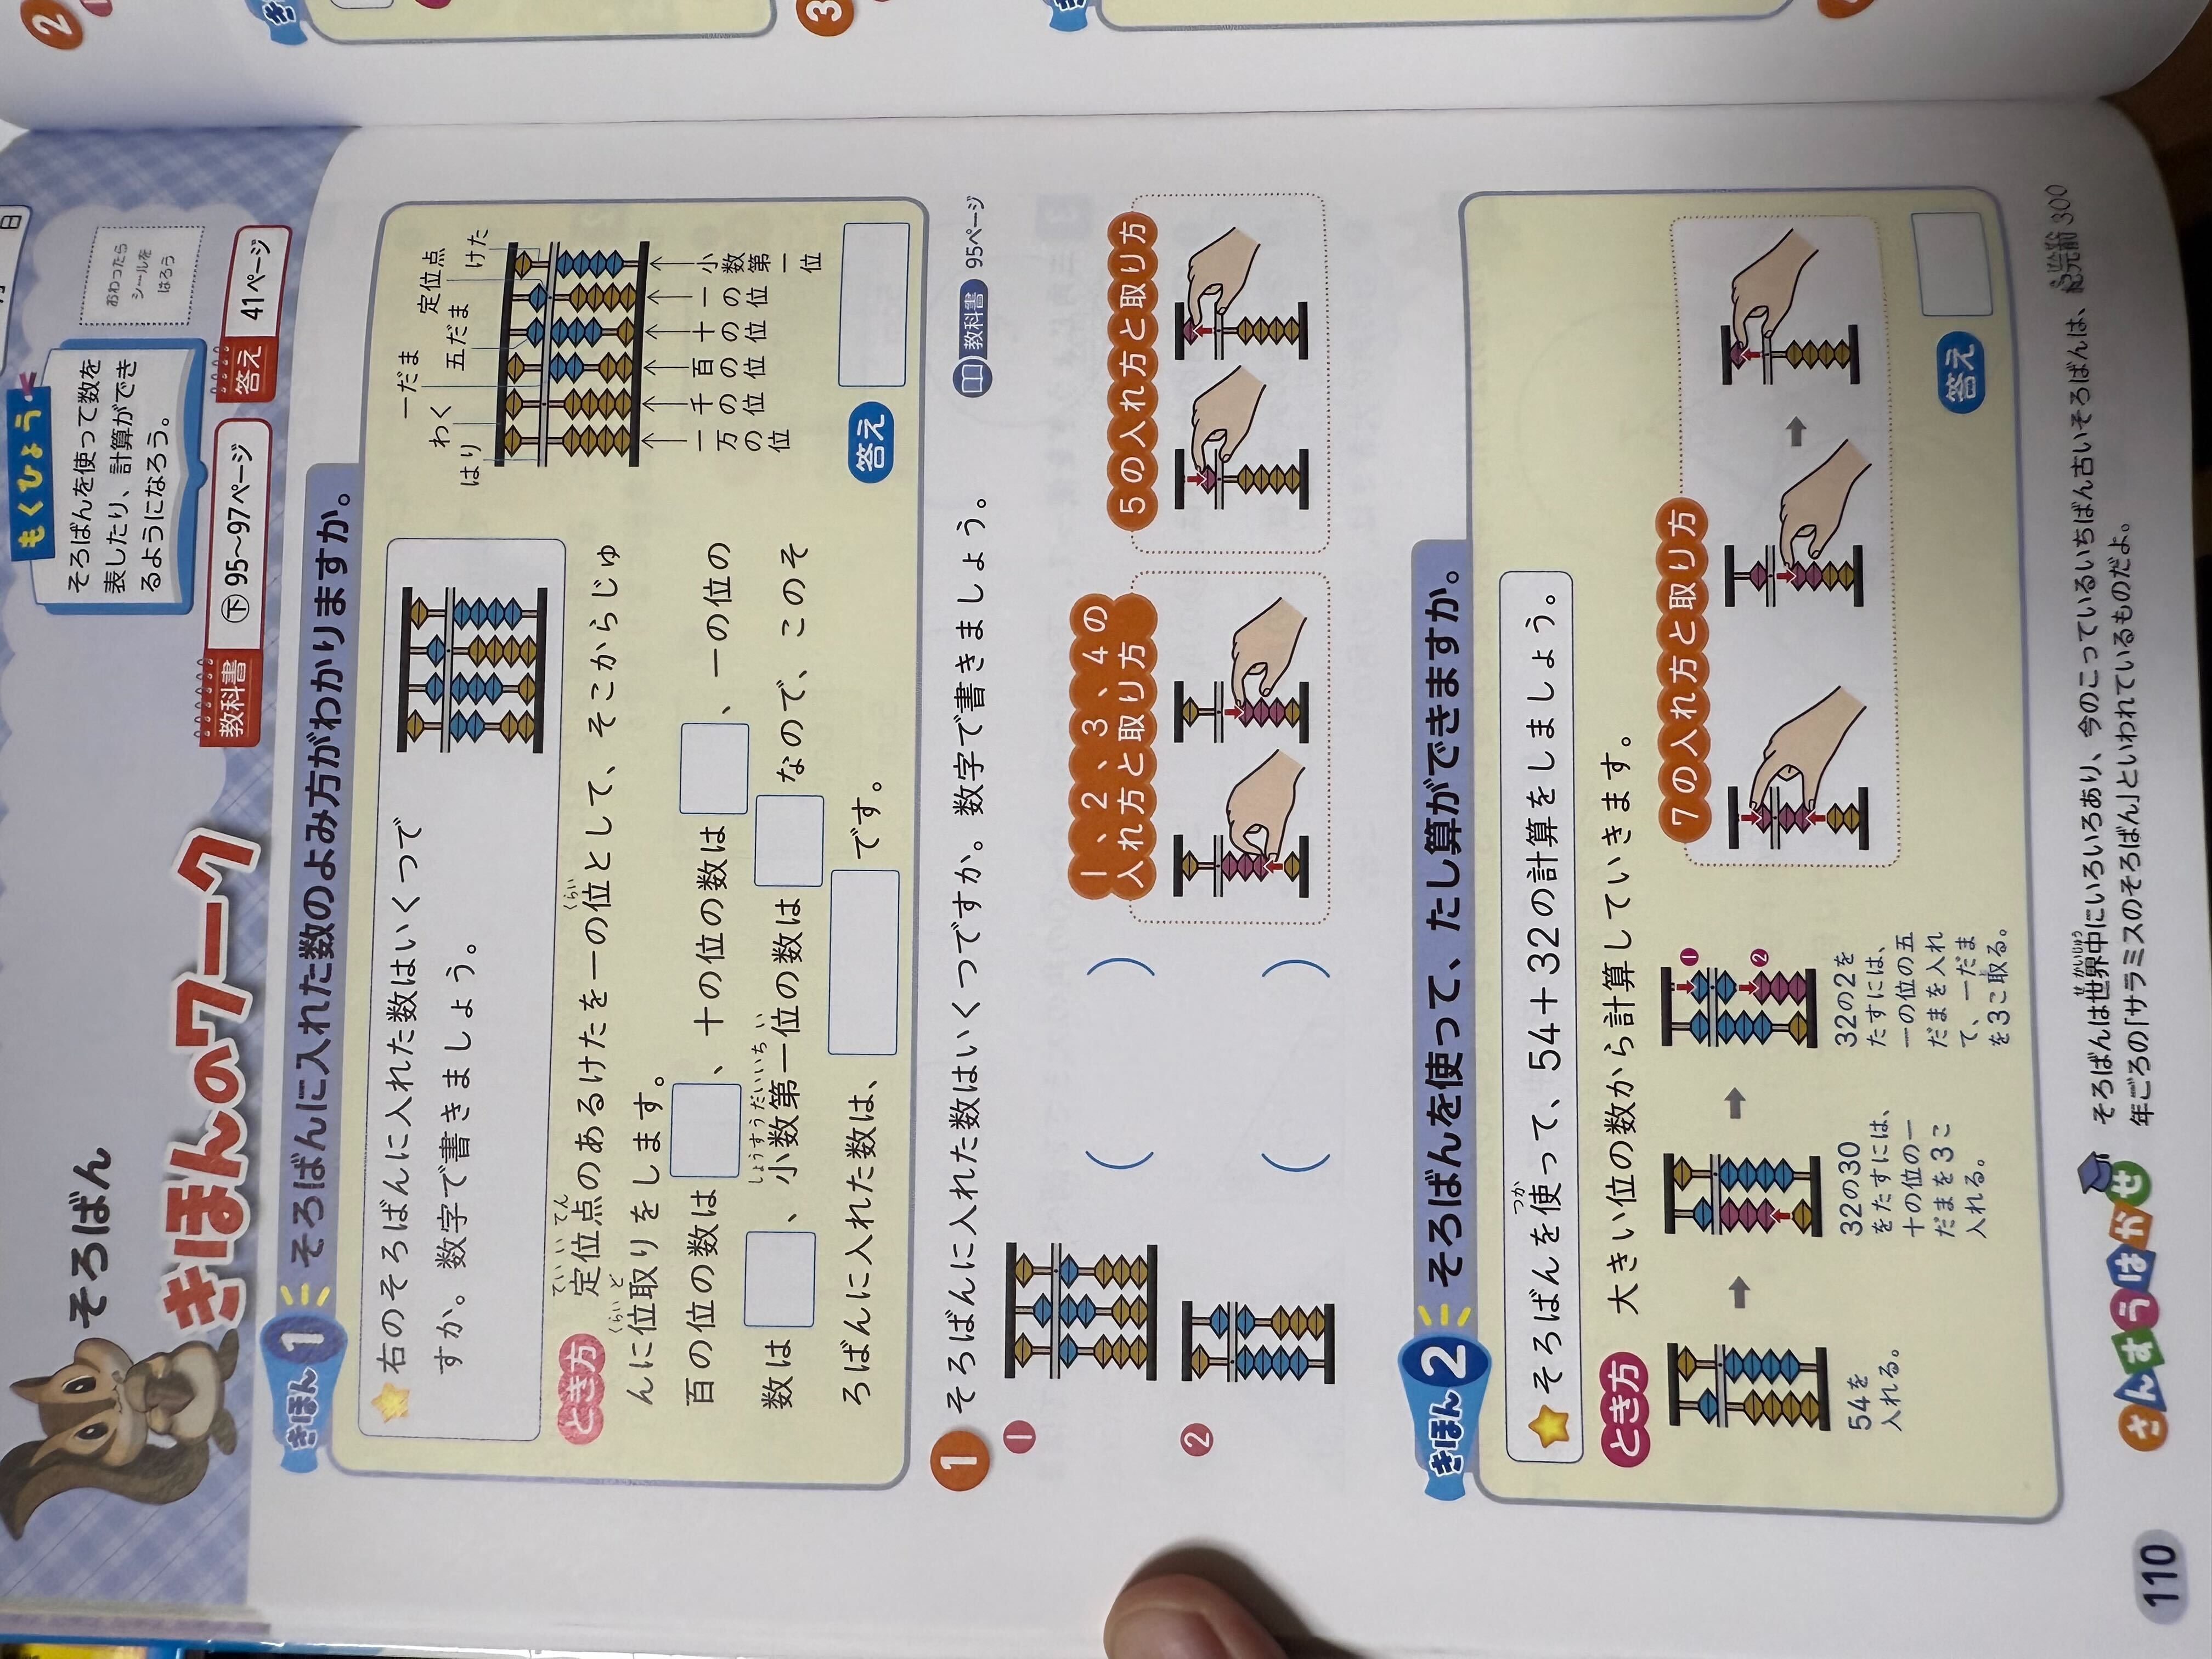 そろばん
きほんのワーク
もくひょう
そろばんを使って数を
表したり、計算ができ
るようになろう。
おわったら
シールを
はろう
教科書 下 95〜97ページ
答え 41ページ
きほん 1 そろばんに入れた数のよみ方がわかりますか。
右のそろばんに入れた数はいくつで
すか。数字で書きましょう。
とき方 定位点のあるけたを一の位として、そこからじゅ
んに位取りをします。
百の位の数は 、十の位の数は 、一の位の
数は 、小数第一位の数は なので、このそ
ろばんに入れた数は、 です。
はり
わく
一だま
五だま
定位点
けた
一万の位
千の位
百の位
十の位
一の位
小数第一位
答え
1 そろばんに入れた数はいくつですか。数字で書きましょう。
教科書 95ページ
1 ( )
2 ( )
1、2、3、4の
入れ方と取り方
5の入れ方と取り方
きほん 2 そろばんを使って、たし算ができますか。
そろばんを使って、54+32の計算をしましょう。
とき方 大きい位の数から計算していきます。
54を
入れる。
32の30
をたすには、
十の位の一
だまを3こ
入れる。
1
2
32の2を
たすには、
一の位の五
だまを入れ
て、一だま
を3こ取る。
7の入れ方と取り方
答え
さんすうはかせ
そろばんは世界中にいろいろあり、今のこっているいちばん古いそろばんは、紀元前300
年ごろの「サラミスのそろばん」といわれているものだよ。
110